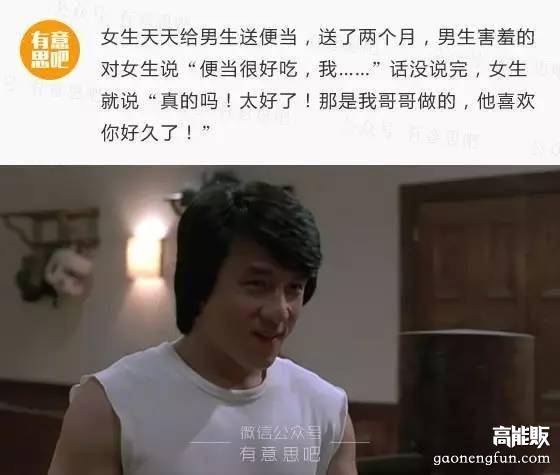 有意
思吧
女生天天给男生送便当，送了两个月，男生害羞的
对女生说“便当很好吃，我……”话没说完，女生
就说“真的吗！太好了！那是我哥哥做的，他喜欢
你好久了！”
微信公众号
有意思吧
高能贩
gaonengfun.com